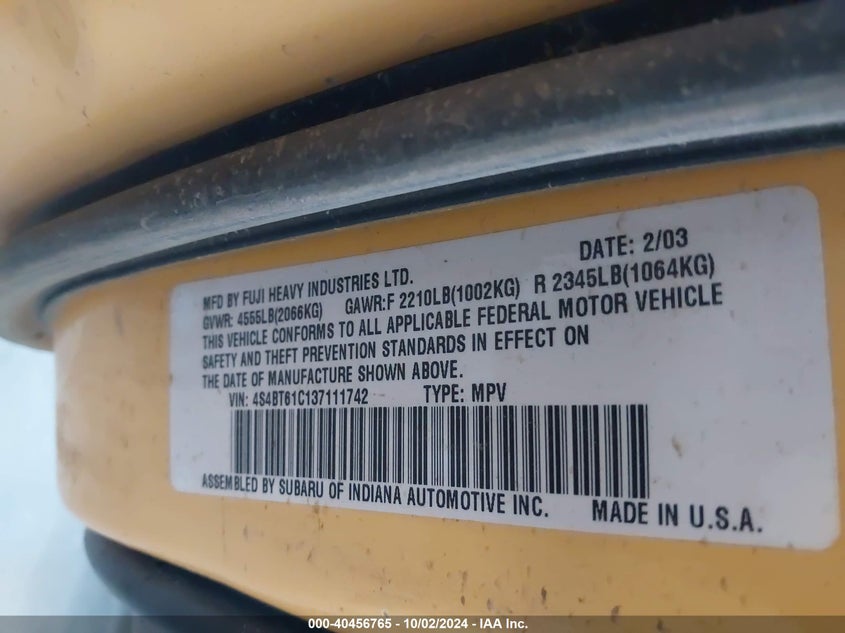 DATE: 2/03
MFD BY FUJI HEAVY INDUSTRIES LTD.
GVWR: 4555LB(2066KG) GAWR:F 2210LB(1002KG) R 2345LB(1064KG)
THIS VEHICLE CONFORMS TO ALL APPLICABLE FEDERAL MOTOR VEHICLE
SAFETY AND THEFT PREVENTION STANDARDS IN EFFECT ON
THE DATE OF MANUFACTURE SHOWN ABOVE.
VIN: 4S4BT61C137111742 TYPE: MPV
ASSEMBLED BY SUBARU OF INDIANA AUTOMOTIVE INC. MADE IN U.S.A.
000-40456765 - 10/02/2024 - IAA Inc.